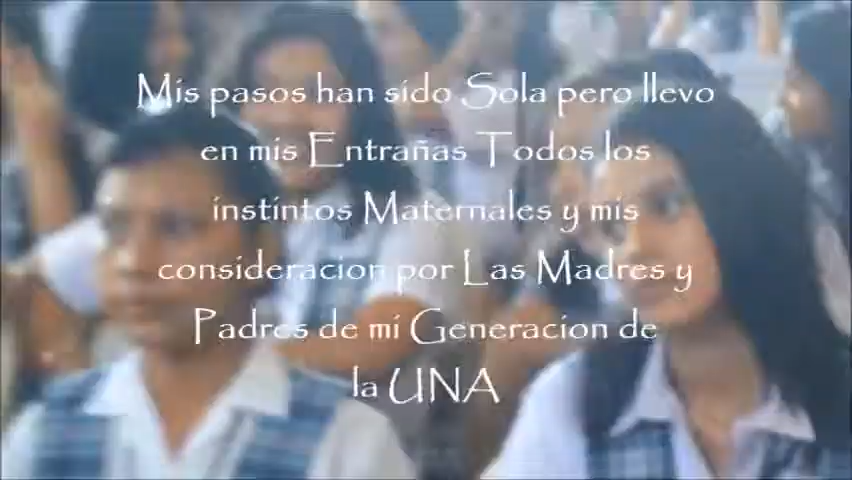 Mis pasos han sido Sola pero llevo
en mis Entrañas Todos los
instintos Maternales y mis
consideracion por Las Madres y
Padres de mi Generacion de
la UNA